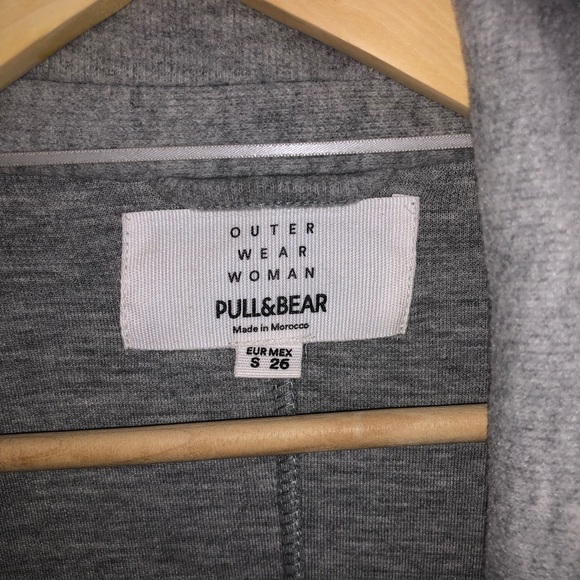 OUTER
WEAR
WOMAN
PULL&BEAR
Made in Morocco
EUR MEX
S 26